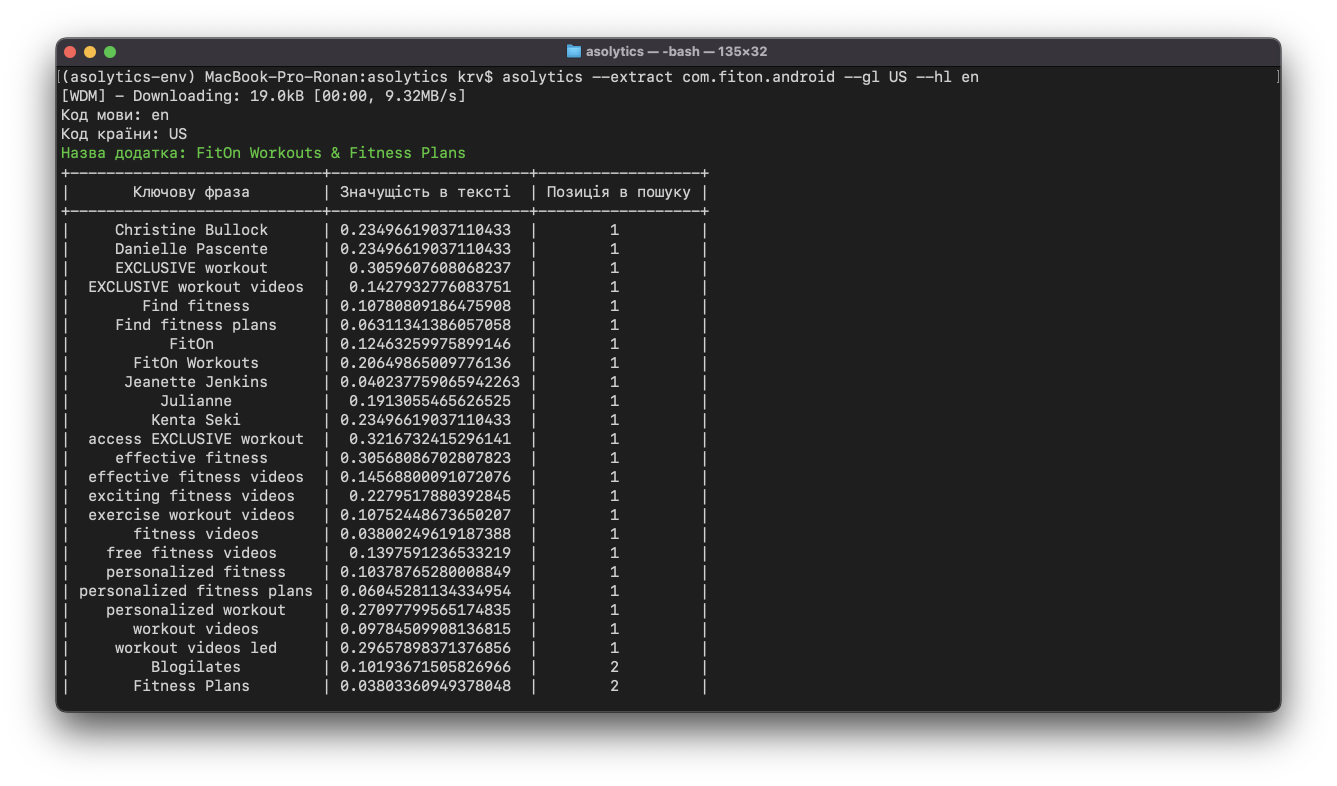 asolytics — -bash — 135×32
[(asolytics-env) MacBook-Pro-Ronan:asolytics krv$ asolytics --extract com.fiton.android --gl US --hl en ]
[WDM] - Downloading: 19.0kB [00:00, 9.32MB/s]
Код мови: en
Код країни: US
Назва додатка: FitOn Workouts & Fitness Plans
+----------------------------+----------------------+------------------+
| Ключову фраза | Значущість в тексті | Позиція в пошуку |
+----------------------------+----------------------+------------------+
| Christine Bullock | 0.23496619037110433 | 1 |
| Danielle Pascente | 0.23496619037110433 | 1 |
| EXCLUSIVE workout | 0.3059607608068237 | 1 |
| EXCLUSIVE workout videos | 0.1427932776083751 | 1 |
| Find fitness | 0.10780809186475908 | 1 |
| Find fitness plans | 0.06311341386057058 | 1 |
| FitOn | 0.12463259975899146 | 1 |
| FitOn Workouts | 0.20649865009776136 | 1 |
| Jeanette Jenkins | 0.040237759065942263 | 1 |
| Julianne | 0.1913055465626525 | 1 |
| Kenta Seki | 0.23496619037110433 | 1 |
| access EXCLUSIVE workout | 0.3216732415296141 | 1 |
| effective fitness | 0.30568086702807823 | 1 |
| effective fitness videos | 0.14568800091072076 | 1 |
| exciting fitness videos | 0.2279517880392845 | 1 |
| exercise workout videos | 0.10752448673650207 | 1 |
| fitness videos | 0.03800249619187388 | 1 |
| free fitness videos | 0.1397591236533219 | 1 |
| personalized fitness | 0.10378765280008849 | 1 |
| personalized fitness plans | 0.06045281134334954 | 1 |
| personalized workout | 0.27097799565174835 | 1 |
| workout videos | 0.09784509908136815 | 1 |
| workout videos led | 0.29657898371376856 | 1 |
| Blogilates | 0.10193671505826966 | 2 |
| Fitness Plans | 0.03803360949378048 | 2 |